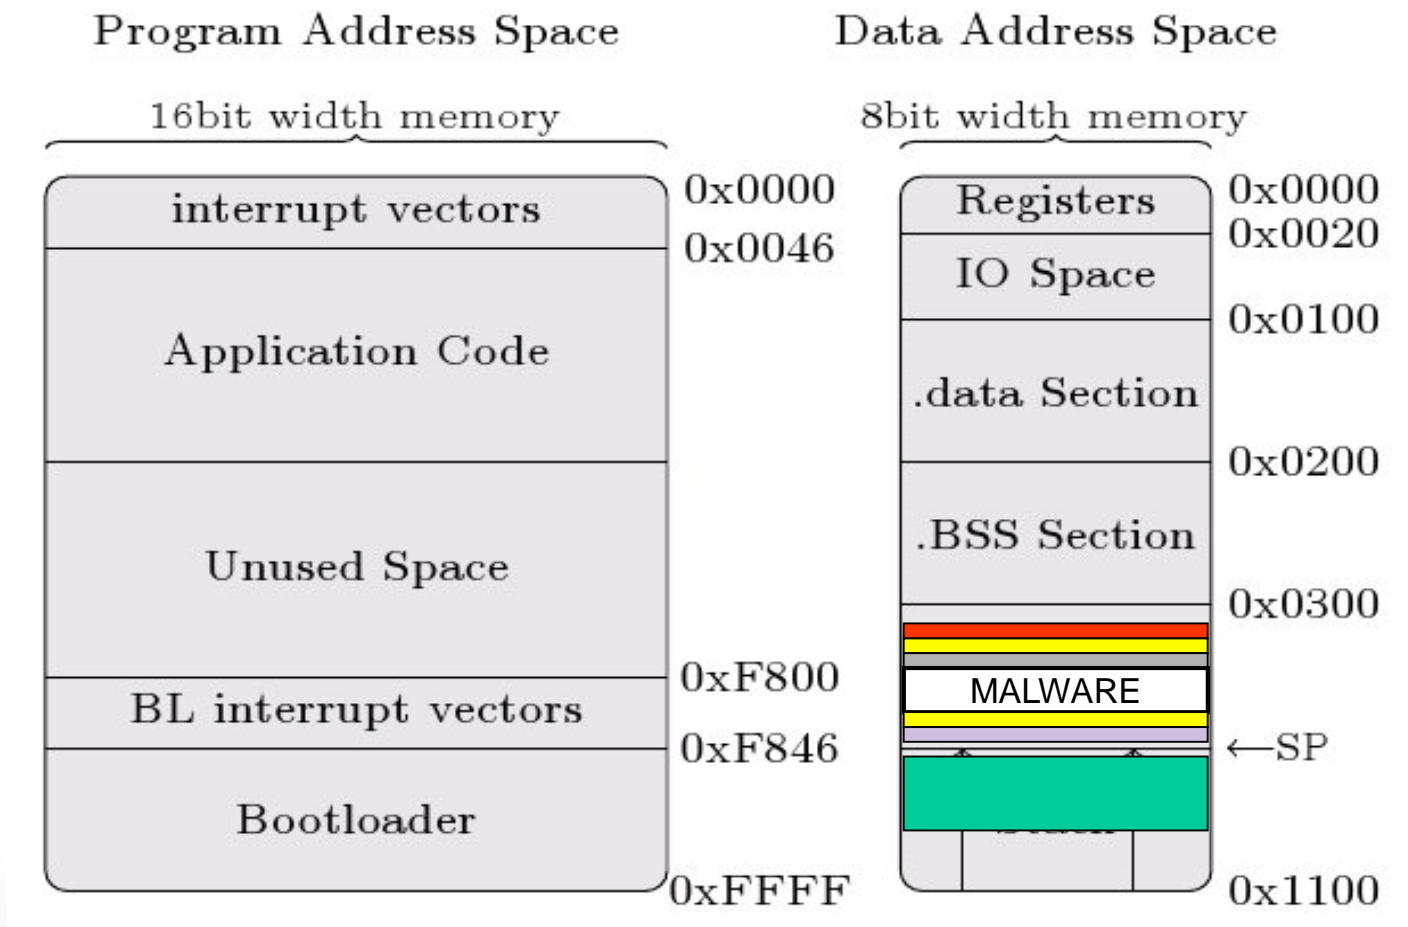 Program Address Space
16bit width memory
interrupt vectors
0x0000
0x0046
Application Code
Unused Space
0xF800
BL interrupt vectors
0xF846
Bootloader
0xFFFF
Data Address Space
8bit width memory
Registers
0x0000
0x0020
IO Space
0x0100
.data Section
0x0200
.BSS Section
0x0300
MALWARE
←SP
0x1100